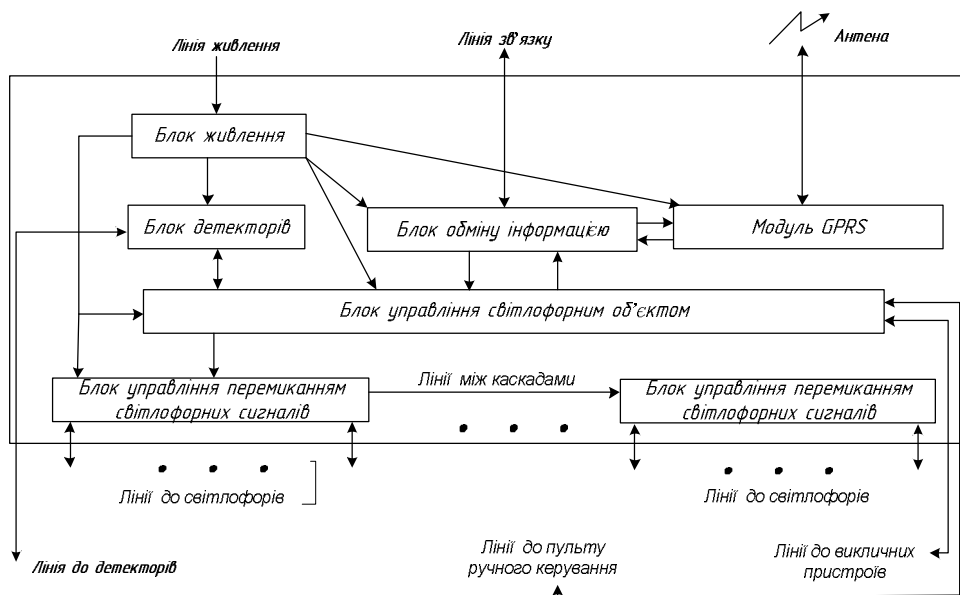 Лінія живлення
Лінія зв'язку
Антена
Блок живлення
Блок детекторів
Блок обміну інформацією
Модуль GPRS
Блок управління світлофорним об'єктом
Блок управління перемиканням
світлофорних сигналів
Лінії між каскадами
Блок управління перемиканням
світлофорних сигналів
Лінії до світлофорів
Лінії до світлофорів
Лінія до детекторів
Лінії до пульту
ручного керування
Лінії до викличних
пристроїв